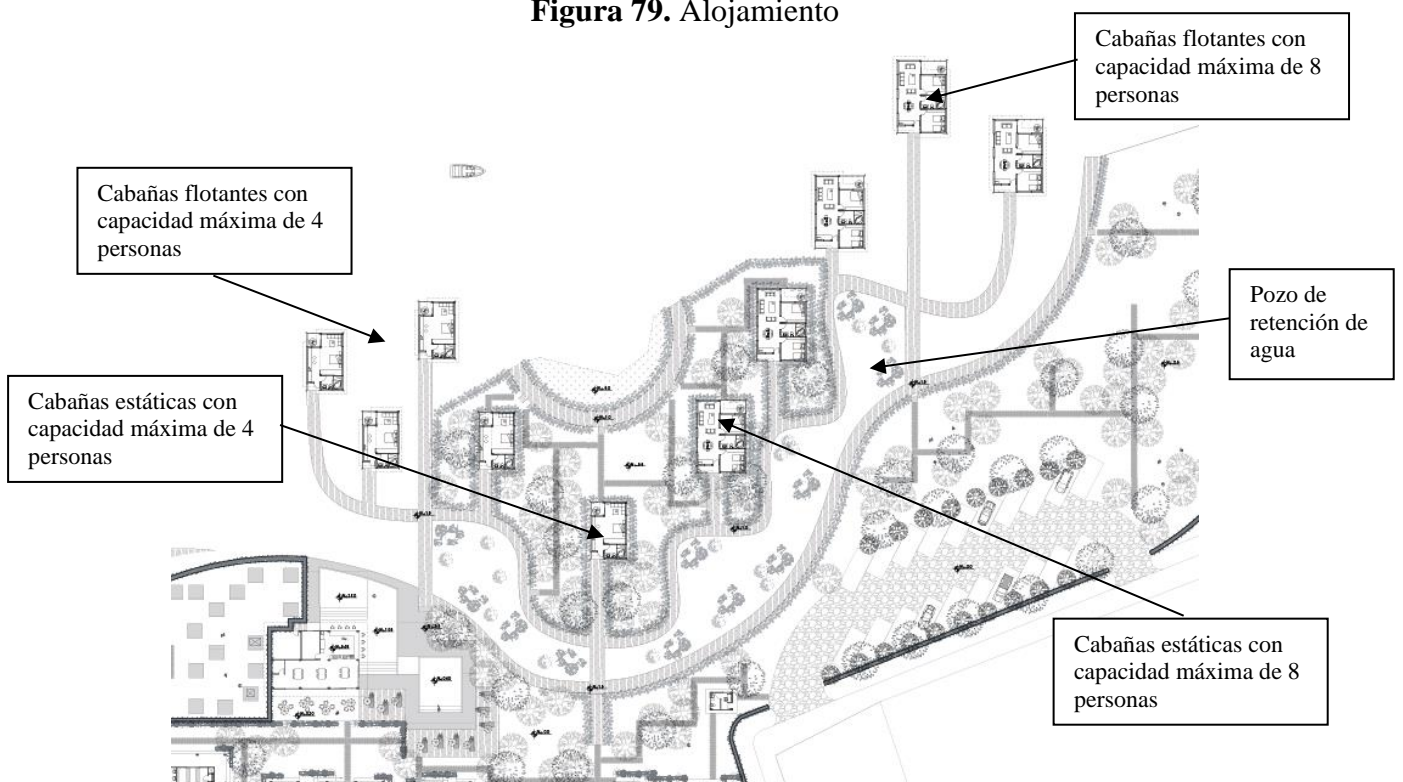 Figura 79. Alojamiento
Cabañas flotantes con
capacidad máxima de 8
personas
Cabañas flotantes con
capacidad máxima de 4
personas
Pozo de
retención de
agua
Cabañas estáticas con
capacidad máxima de 4
personas
Cabañas estáticas con
capacidad máxima de 8
personas